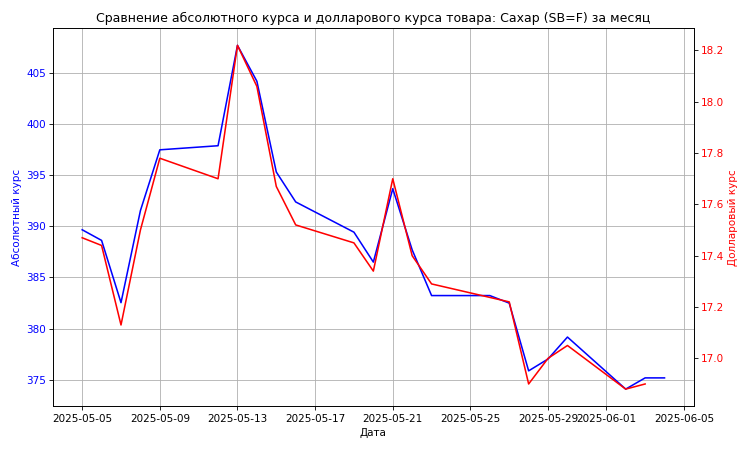 Сравнение абсолютного курса и долларового курса товара: Сахар (SB=F) за месяц
Абсолютный курс
405
400
395
390
385
380
375
18.2
18.0
17.8
17.6
17.4
17.2
17.0
Долларовый курс
2025-05-05 2025-05-09 2025-05-13 2025-05-17 2025-05-21 2025-05-25 2025-05-29 2025-06-01 2025-06-05
Дата